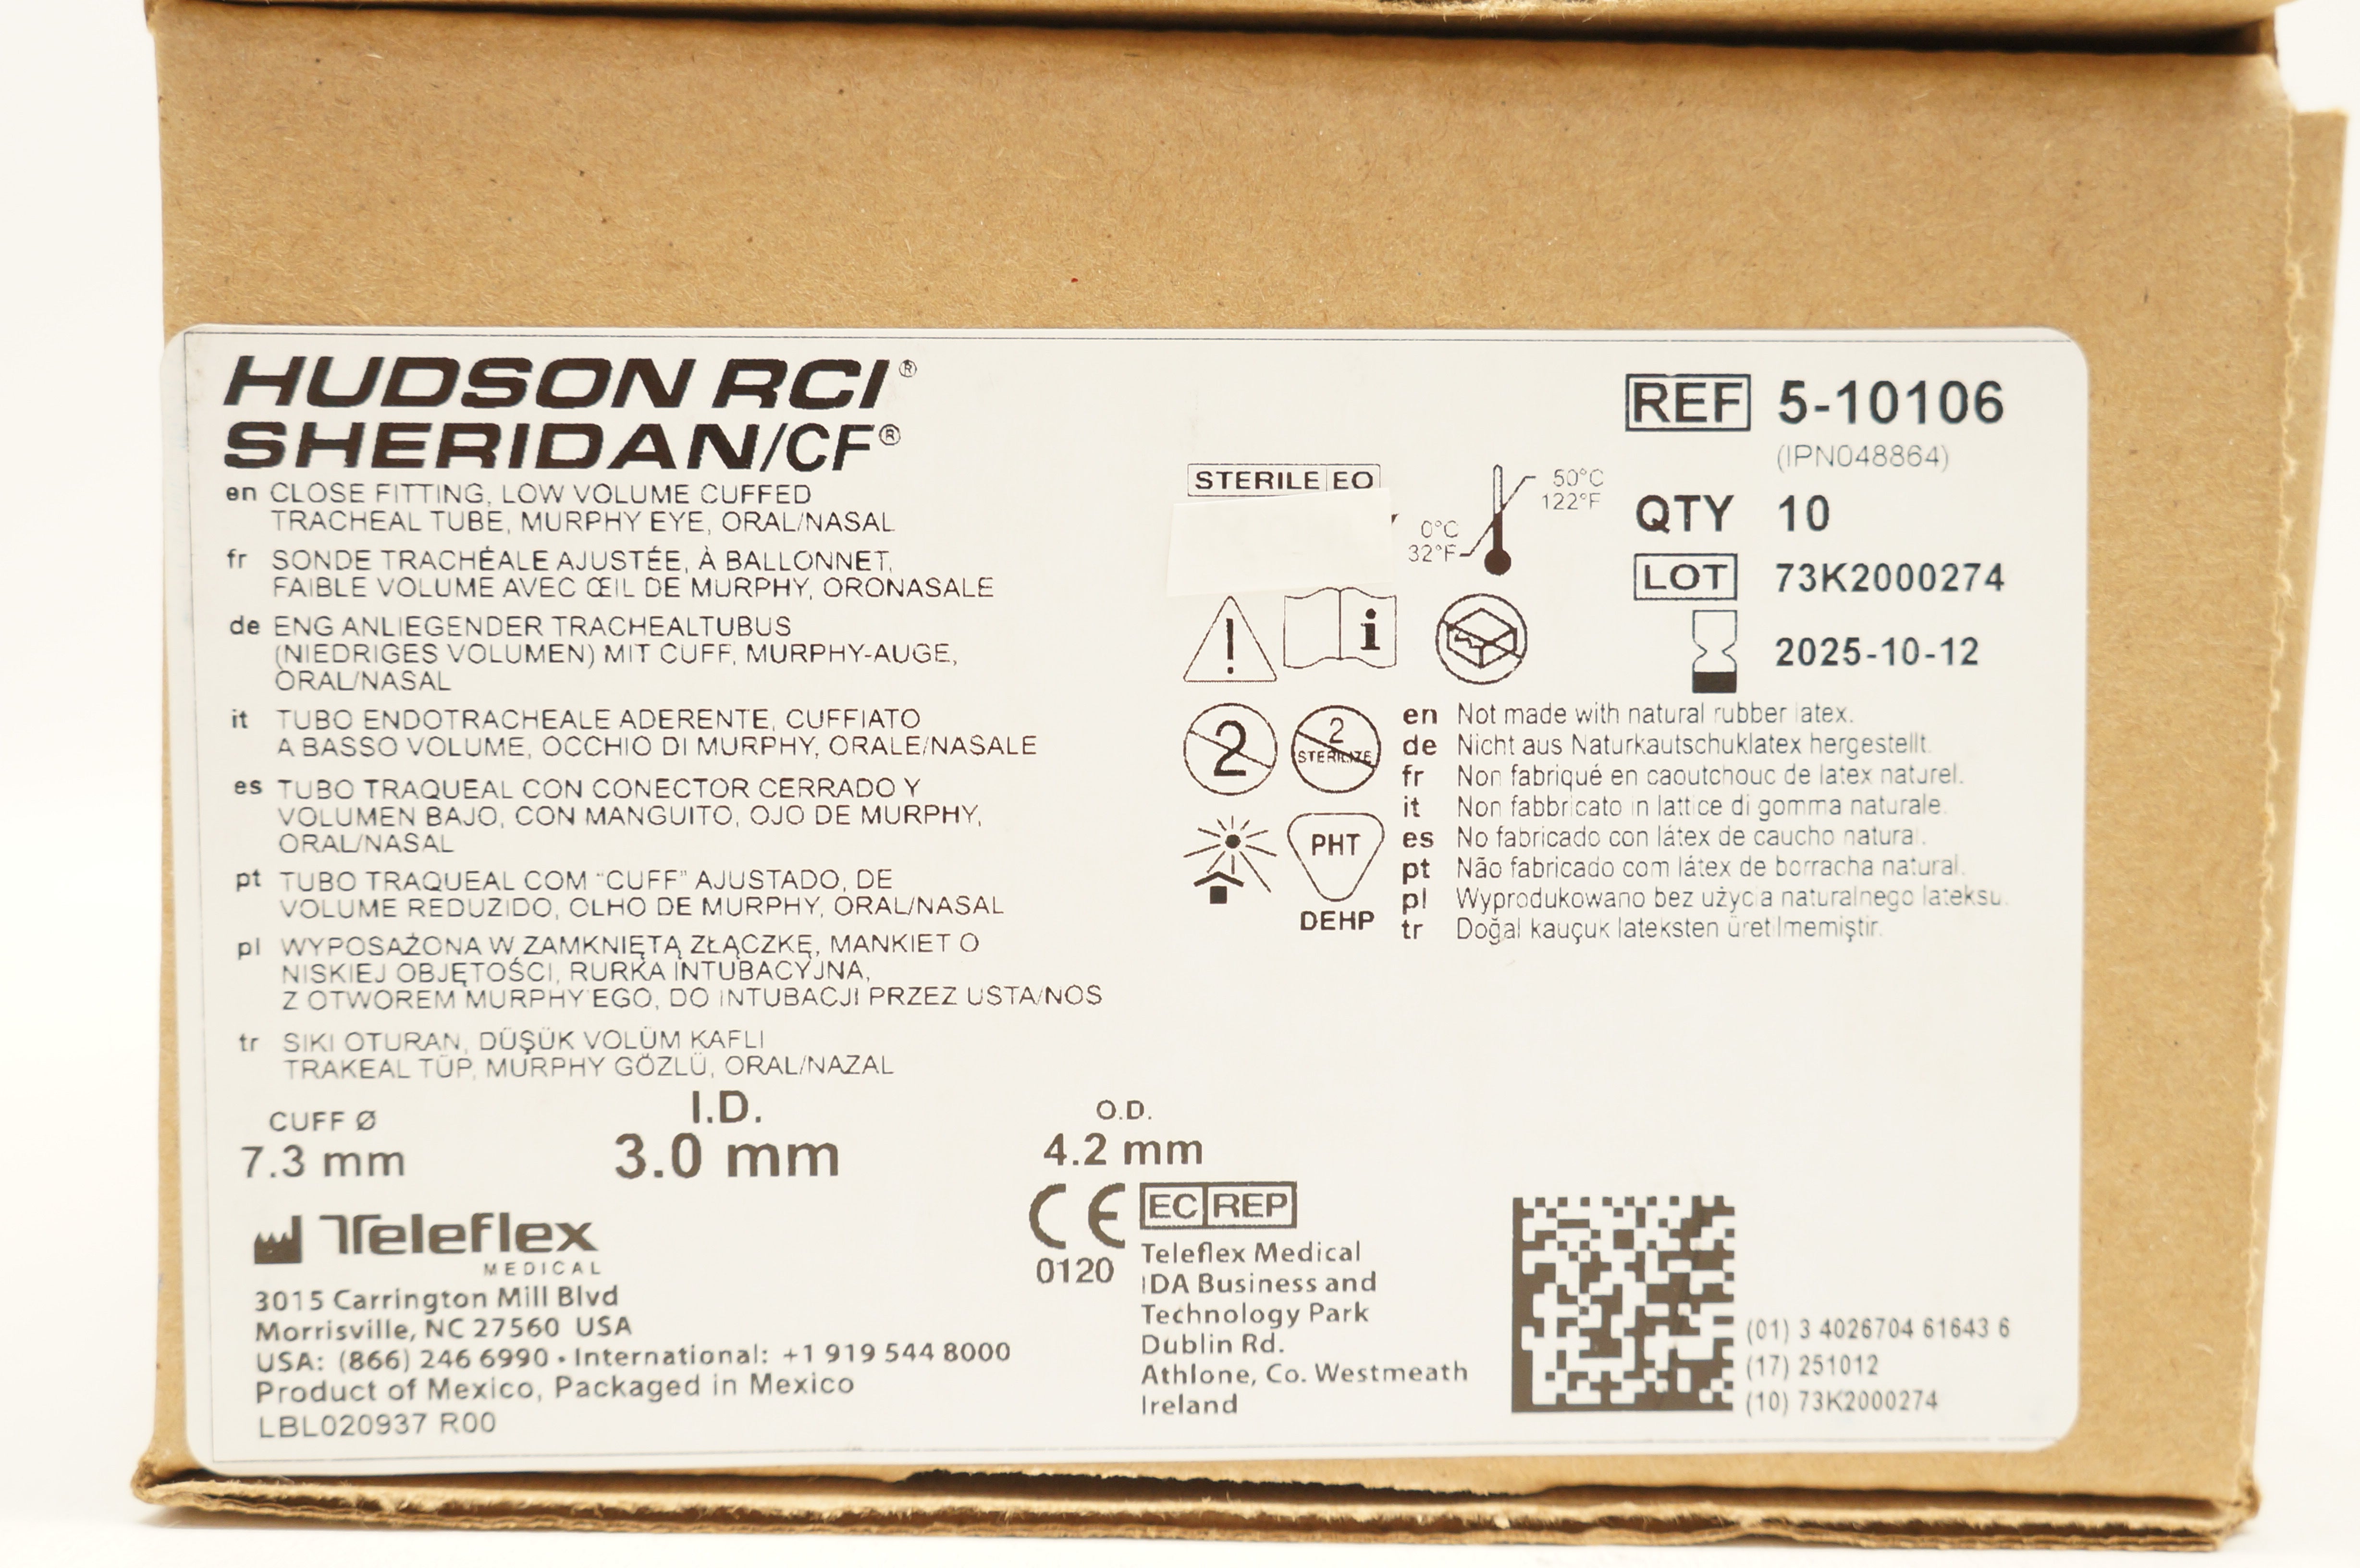 HUDSON RCI®
SHERIDAN/CF®
en CLOSE FITTING, LOW VOLUME CUFFED
TRACHEAL TUBE, MURPHY EYE, ORAL/NASAL
fr SONDE TRACHÉALE AJUSTÉE, À BALLONNET,
FAIBLE VOLUME AVEC ŒIL DE MURPHY, ORONASALE
de ENG ANLIEGENDER TRACHEALTUBUS
(NIEDRIGES VOLUMEN) MIT CUFF, MURPHY-AUGE,
ORAL/NASAL
it TUBO ENDOTRACHEALE ADERENTE, CUFFIATO
A BASSO VOLUME, OCCHIO DI MURPHY, ORALE/NASALE
es TUBO TRAQUEAL CON CONECTOR CERRADO Y
VOLUMEN BAJO, CON MANGUITO, OJO DE MURPHY,
ORAL/NASAL
pt TUBO TRAQUEAL COM "CUFF" AJUSTADO, DE
VOLUME REDUZIDO, OLHO DE MURPHY, ORAL/NASAL
pl WYPOSAŻONA W ZAMKNIĘTĄ ZŁĄCZKĘ, MANKIET O
NISKIEJ OBJĘTOŚCI, RURKA INTUBACYJNA,
Z OTWOREM MURPHY'EGO, DO INTUBACJI PRZEZ USTA/NOS
tr SIKI OTURAN, DÜŞÜK VOLÜM KAFLI
TRAKEAL TÜP, MURPHY GÖZLÜ, ORAL/NAZAL
STERILE EO
50°C
122°F
0°C
32°F
REF 5-10106
(IPN048864)
QTY 10
LOT 73K2000274
2025-10-12
i
2
2
STERILIZE
PHT
DEHP
en Not made with natural rubber latex.
de Nicht aus Naturkautschuklatex hergestellt.
fr Non fabriqué en caoutchouc de latex naturel.
it Non fabbricato in lattice di gomma naturale.
es No fabricado con látex de caucho natural.
pt Não fabricado com látex de borracha natural.
pl Wyprodukowano bez użycia naturalnego lateksu.
tr Doğal kauçuk lateksten üretilmemiştir.
CUFF Ø
7.3 mm
I.D.
3.0 mm
O.D.
4.2 mm
Teleflex
MEDICAL
3015 Carrington Mill Blvd
Morrisville, NC 27560 USA
USA: (866) 246 6990 • International: +1 919 544 8000
Product of Mexico, Packaged in Mexico
LBL020937 R00
CE
0120
EC REP
Teleflex Medical
IDA Business and
Technology Park
Dublin Rd.
Athlone, Co. Westmeath
Ireland
(01) 3 4026704 61643 6
(17) 251012
(10) 73K2000274